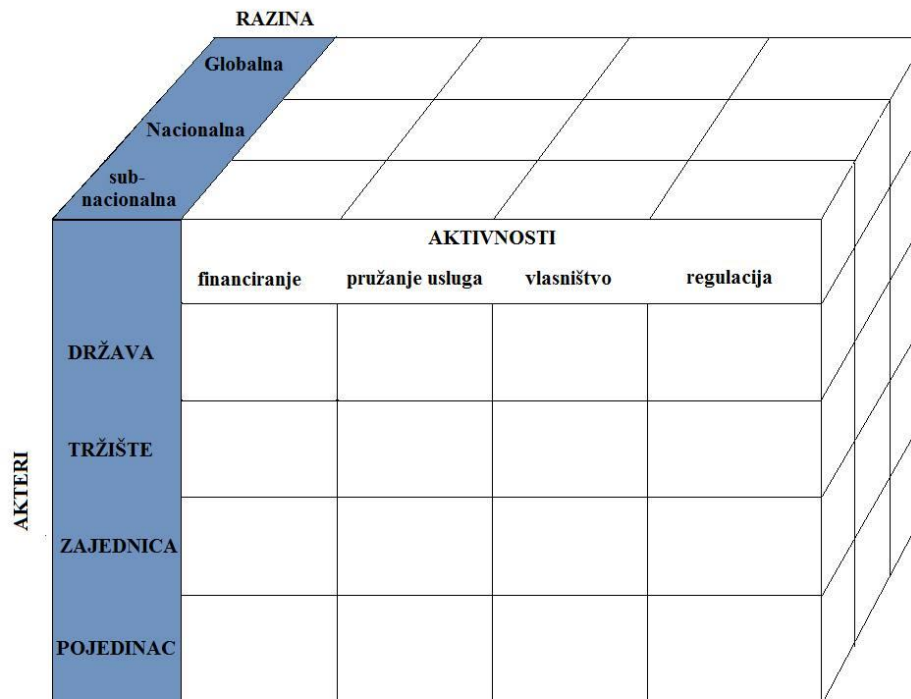 RAZINA
Globalna
Nacionalna
sub-
nacionalna
AKTIVNOSTI
financiranje pružanje usluga vlasništvo regulacija
AKTERI
DRŽAVA
TRŽIŠTE
ZAJEDNICA
POJEDINAC